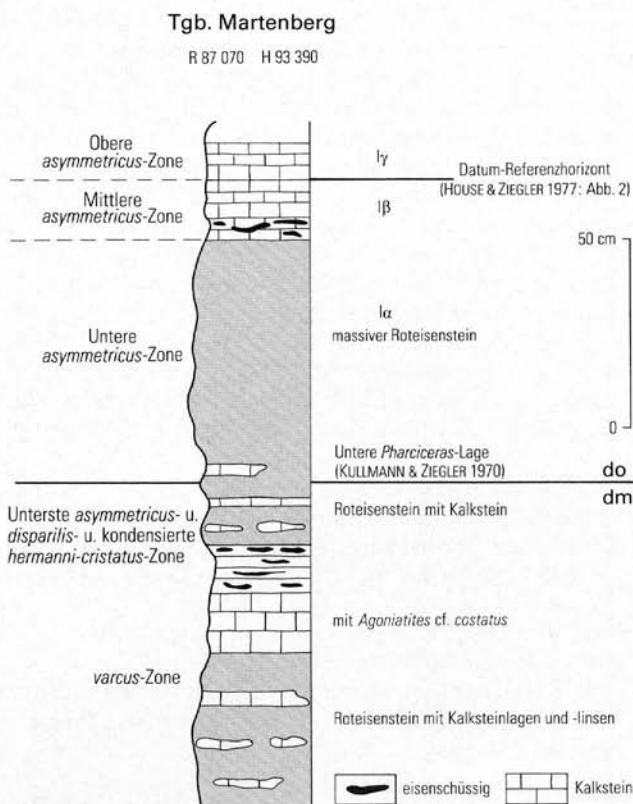 Tgb. Martenberg
R 87 070 H 93 390
Obere
asymmetricus-Zone
Iγ
Datum-Referenzhorizont
(HOUSE & ZIEGLER 1977: Abb. 2)
Mittlere
asymmetricus-Zone
Iβ
50 cm
Untere
asymmetricus-Zone
Iα
massiver Roteisenstein
0
Untere Pharciceras-Lage
(KULLMANN & ZIEGLER 1970)
do
dm
Unterste asymmetricus- u.
disparilis- u. kondensierte
hermanni-cristatus-Zone
Roteisenstein mit Kalkstein
mit Agoniatites cf. costatus
varcus-Zone
Roteisenstein mit Kalksteinlagen und -linsen
eisenschüssig
Kalkstein